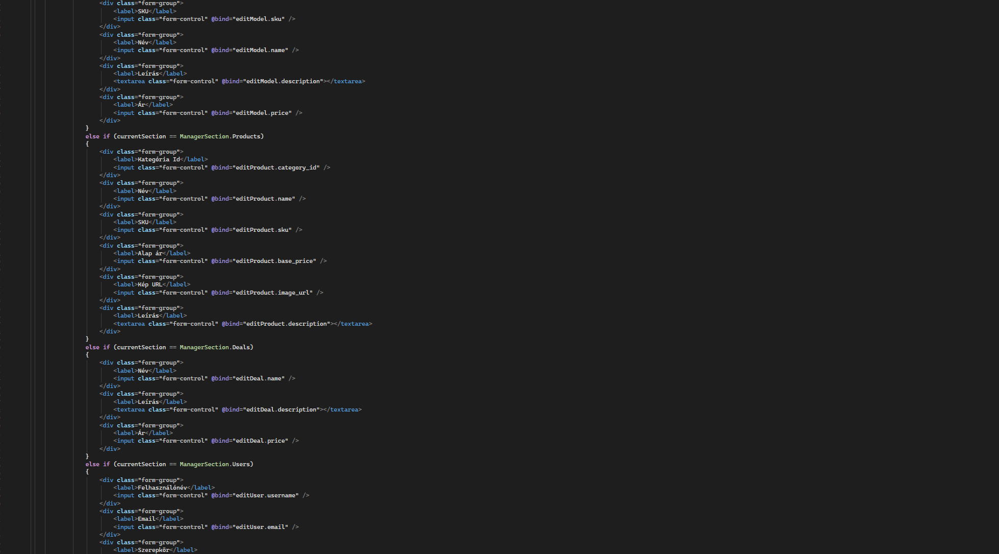 <div class="form-group">
<label>SKU</label>
<input class="form-control" @bind="editModel.sku" />
</div>
<div class="form-group">
<label>Név</label>
<input class="form-control" @bind="editModel.name" />
</div>
<div class="form-group">
<label>Leírás</label>
<textarea class="form-control" @bind="editModel.description"></textarea>
</div>
<div class="form-group">
<label>Ár</label>
<input class="form-control" @bind="editModel.price" />
</div>
}
else if (currentSection == ManagerSection.Products)
{
<div class="form-group">
<label>Kategória Id</label>
<input class="form-control" @bind="editProduct.category_id" />
</div>
<div class="form-group">
<label>Név</label>
<input class="form-control" @bind="editProduct.name" />
</div>
<div class="form-group">
<label>SKU</label>
<input class="form-control" @bind="editProduct.sku" />
</div>
<div class="form-group">
<label>Alap ár</label>
<input class="form-control" @bind="editProduct.base_price" />
</div>
<div class="form-group">
<label>Kép URL</label>
<input class="form-control" @bind="editProduct.image_url" />
</div>
<div class="form-group">
<label>Leírás</label>
<textarea class="form-control" @bind="editProduct.description"></textarea>
</div>
}
else if (currentSection == ManagerSection.Deals)
{
<div class="form-group">
<label>Név</label>
<input class="form-control" @bind="editDeal.name" />
</div>
<div class="form-group">
<label>Leírás</label>
<textarea class="form-control" @bind="editDeal.description"></textarea>
</div>
<div class="form-group">
<label>Ár</label>
<input class="form-control" @bind="editDeal.price" />
</div>
}
else if (currentSection == ManagerSection.Users)
{
<div class="form-group">
<label>Felhasználónév</label>
<input class="form-control" @bind="editUser.username" />
</div>
<div class="form-group">
<label>Email</label>
<input class="form-control" @bind="editUser.email" />
</div>
<div class="form-group">
<label>Szerepkör</label>